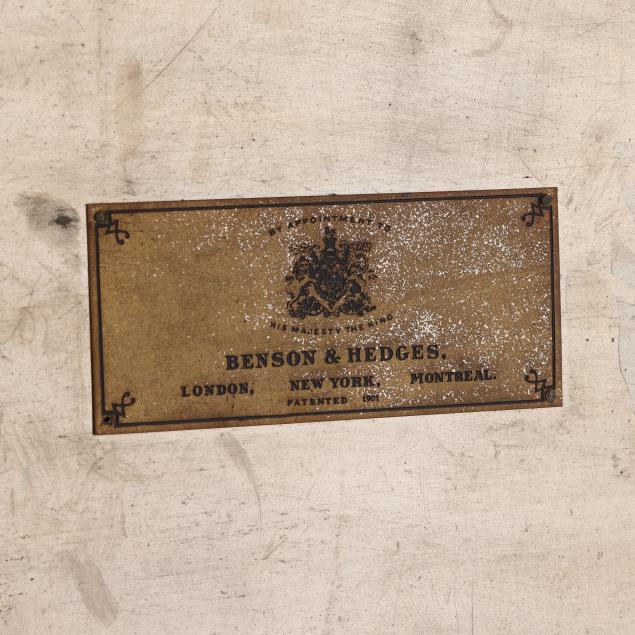 BY APPOINTMENT TO
HIS MAJESTY THE KING
BENSON & HEDGES,
LONDON, NEW YORK, MONTREAL.
PATENTED 1901